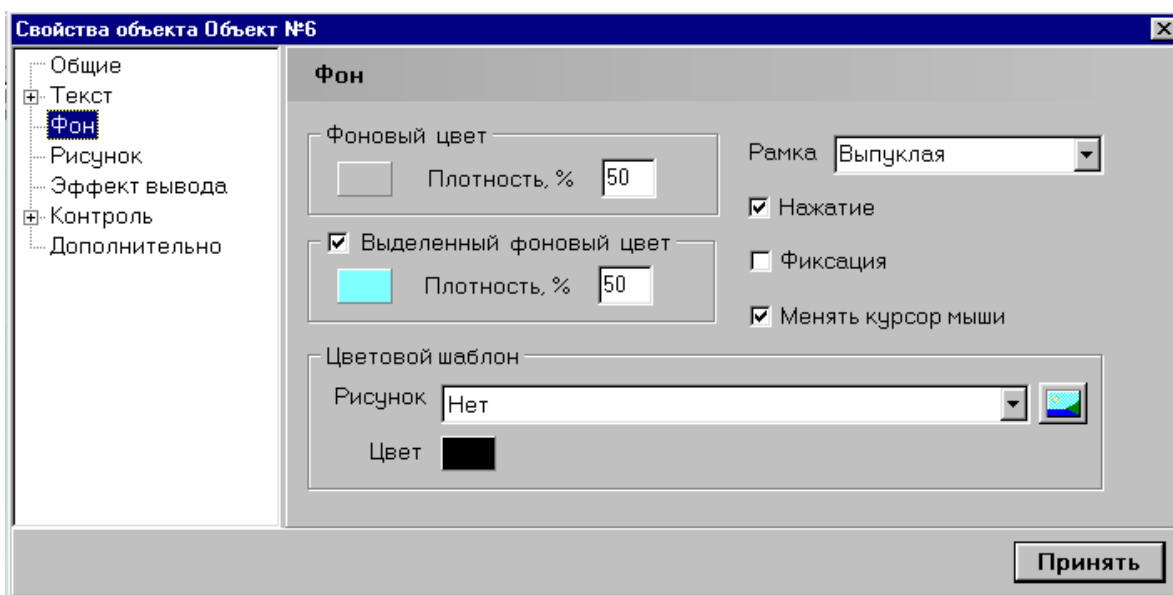 Свойства объекта Объект №6
Общие
Текст
Фон
Рисунок
Эффект вывода
Контроль
Дополнительно
Фон
Фоновый цвет
Плотность, % 50
Выделенный фоновый цвет
Плотность, % 50
Рамка Выпуклая
Нажатие
Фиксация
Менять курсор мыши
Цветовой шаблон
Рисунок Нет
Цвет
Принять